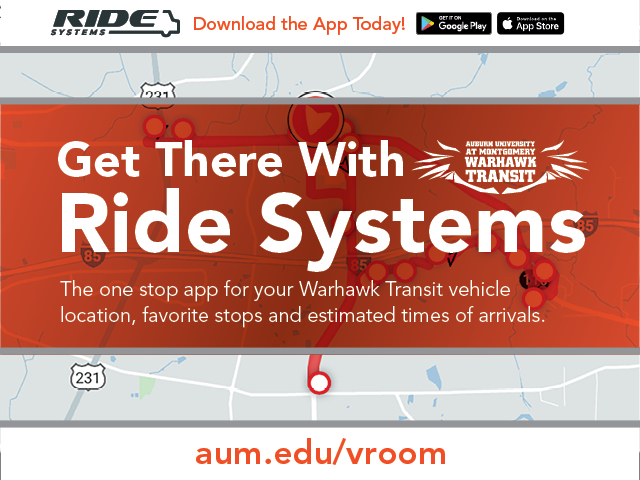 RIDE
SYSTEMS
Download the App Today!
GET IT ON
Google Play
Download on the
App Store
231
Get There With
AUBURN UNIVERSITY
AT MONTGOMERY
WARHAWK
TRANSIT
Ride Systems
85
85
85
The one stop app for your Warhawk Transit vehicle
location, favorite stops and estimated times of arrivals.
231
aum.edu/vroom